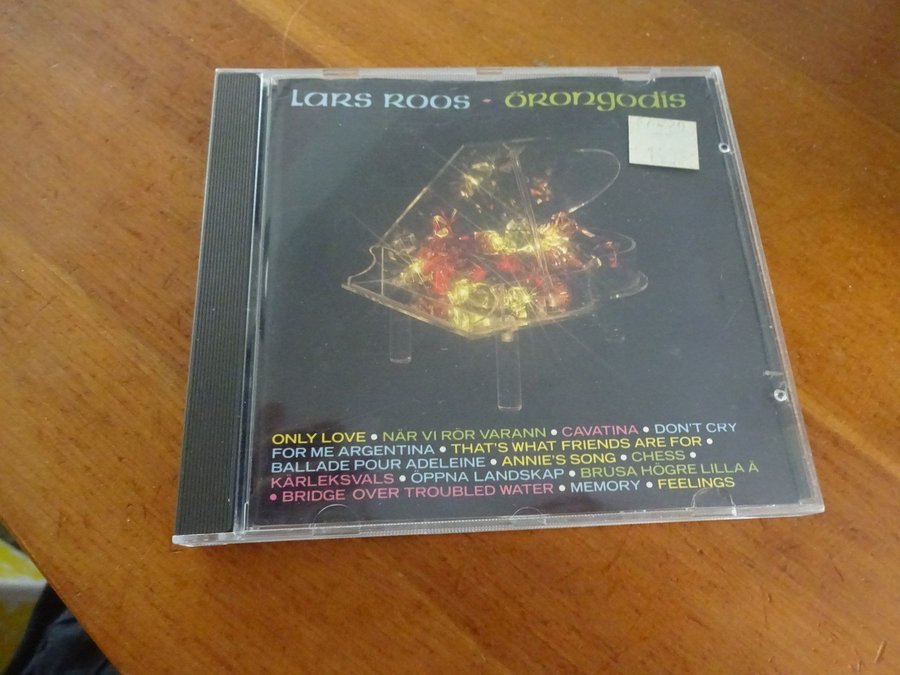 Lars Roos · Örongodis
ONLY LOVE • NÄR VI RÖR VARANN • CAVATINA • DON'T CRY
FOR ME ARGENTINA • THAT'S WHAT FRIENDS ARE FOR •
BALLADE POUR ADELEINE • ANNIE'S SONG • CHESS •
KÄRLEKSVALS • ÖPPNA LANDSKAP • BRUSA HÖGRE LILLA Å
• BRIDGE OVER TROUBLED WATER • MEMORY • FEELINGS